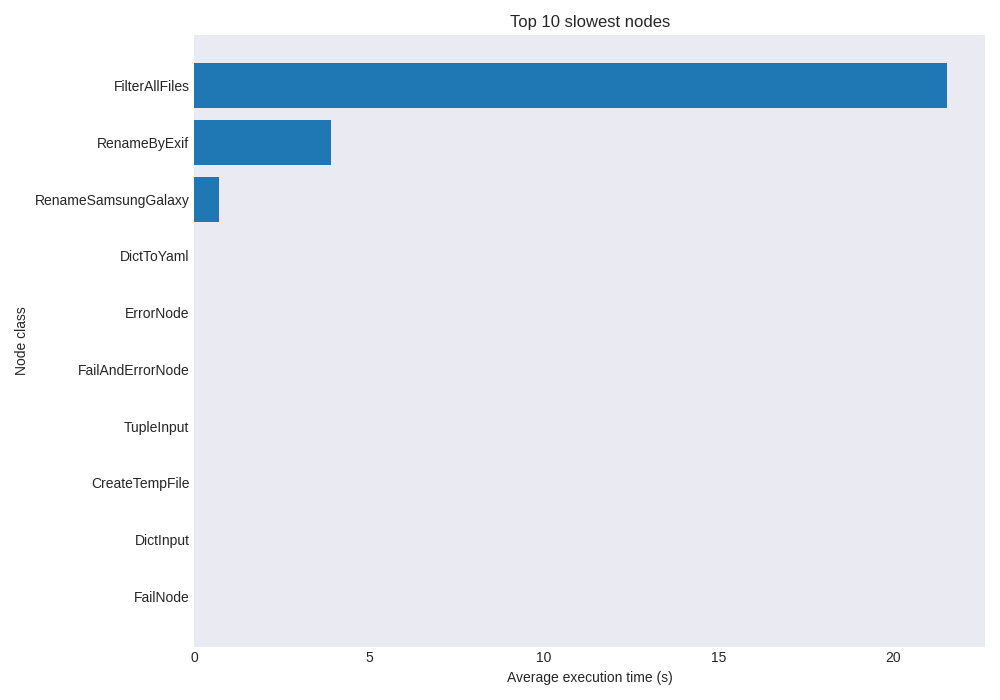 Top 10 slowest nodes
FilterAllFiles
RenameByExif
RenameSamsungGalaxy
DictToYaml
ErrorNode
FailAndErrorNode
TupleInput
CreateTempFile
DictInput
FailNode
Node class
0 5 10 15 20
Average execution time (s)